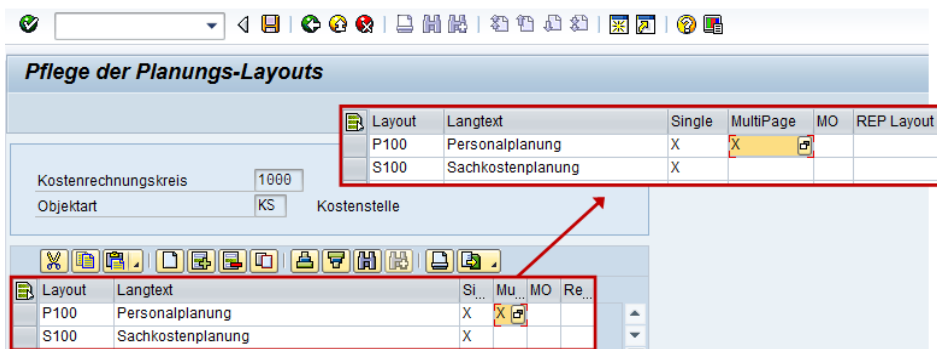 Pflege der Planungs-Layouts
Layout Langtext Single MultiPage MO REP Layout
P100 Personalplanung X X
S100 Sachkostenplanung X
Kostenrechnungskreis 1000
Objektart KS Kostenstelle
Layout Langtext Si... Mu... MO Re...
P100 Personalplanung X X
S100 Sachkostenplanung X